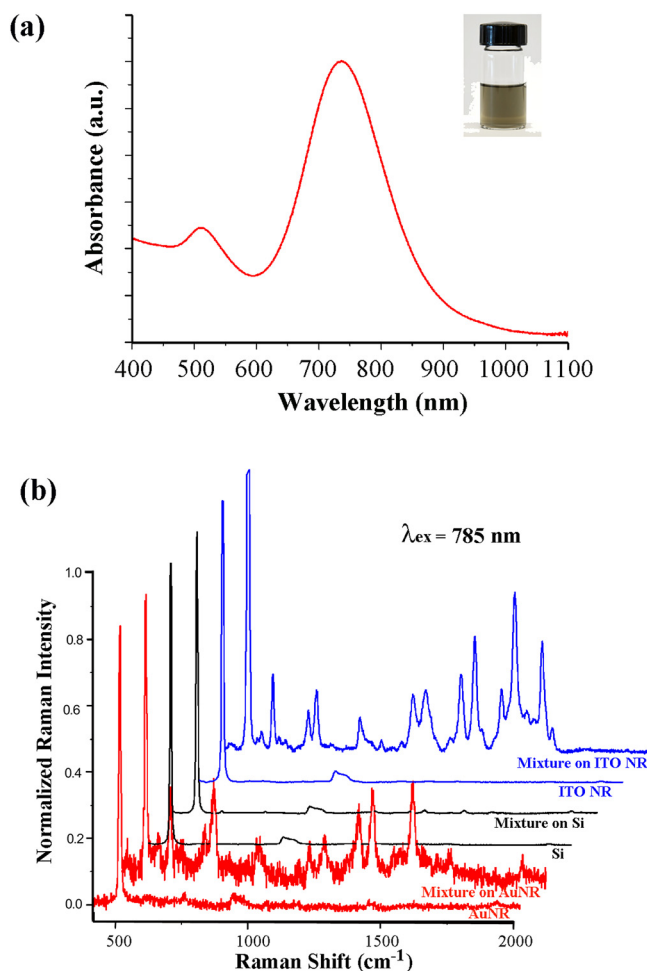 (a)
Absorbance (a.u.)
400 500 600 700 800 900 1000 1100
Wavelength (nm)
(b)
λex = 785 nm
Normalized Raman Intensity
1.0
0.8
0.6
0.4
0.2
0.0
Mixture on ITO NR
ITO NR
Mixture on Si
Si
Mixture on AuNR
AuNR
500 1000 1500 2000
Raman Shift (cm⁻¹)